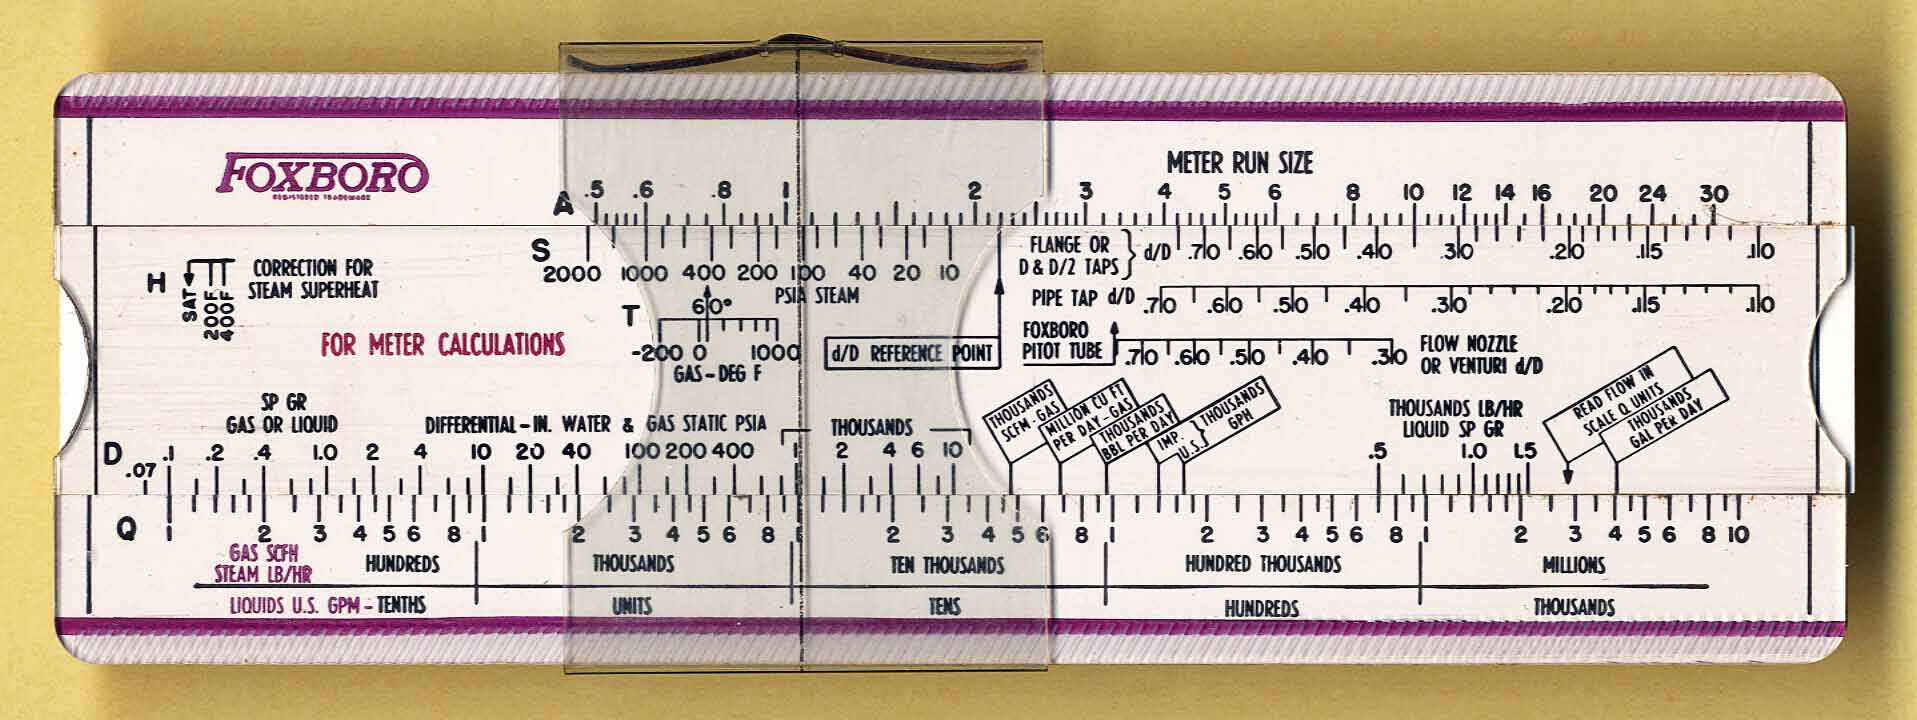 METER RUN SIZE
FOXBORO
REGISTERED TRADEMARK
A .5 .6 .8 1 2 3 4 5 6 8 10 12 14 16 20 24 30
S 2000 1000 400 200 100 40 20 10
PSIA STEAM
FLANGE OR
D & D/2 TAPS } d/D .70 .60 .50 .40 .30 .20 .15 .10
H SAT 200F 400F
CORRECTION FOR
STEAM SUPERHEAT
PIPE TAP d/D .70 .60 .50 .40 .30 .20 .15 .10
T 60°
-200 0 1000
GAS-DEG F
FOR METER CALCULATIONS
d/D REFERENCE POINT
FOXBORO
PITOT TUBE .70 .60 .50 .40 .30 FLOW NOZZLE
OR VENTURI d/D
SP GR
GAS OR LIQUID
DIFFERENTIAL-IN. WATER & GAS STATIC PSIA
THOUSANDS
THOUSANDS
SCFM-GAS
MILLION CU FT
PER DAY-GAS
THOUSANDS
BBL PER DAY
IMP. } THOUSANDS
U.S. } GPH
THOUSANDS LB/HR
LIQUID SP GR
READ FLOW IN
SCALE Q UNITS
THOUSANDS
GAL PER DAY
D .07 .1 .2 .4 1.0 2 4 10 20 40 100 200 400 1 2 4 6 10 .5 1.0 1.5
Q 1 2 3 4 5 6 8 1 2 3 4 5 6 8 1 2 3 4 5 6 8 1 2 3 4 5 6 8 1 2 3 4 5 6 8 10
GAS SCFH
STEAM LB/HR HUNDREDS THOUSANDS TEN THOUSANDS HUNDRED THOUSANDS MILLIONS
LIQUIDS U.S. GPM-TENTHS UNITS TENS HUNDREDS THOUSANDS